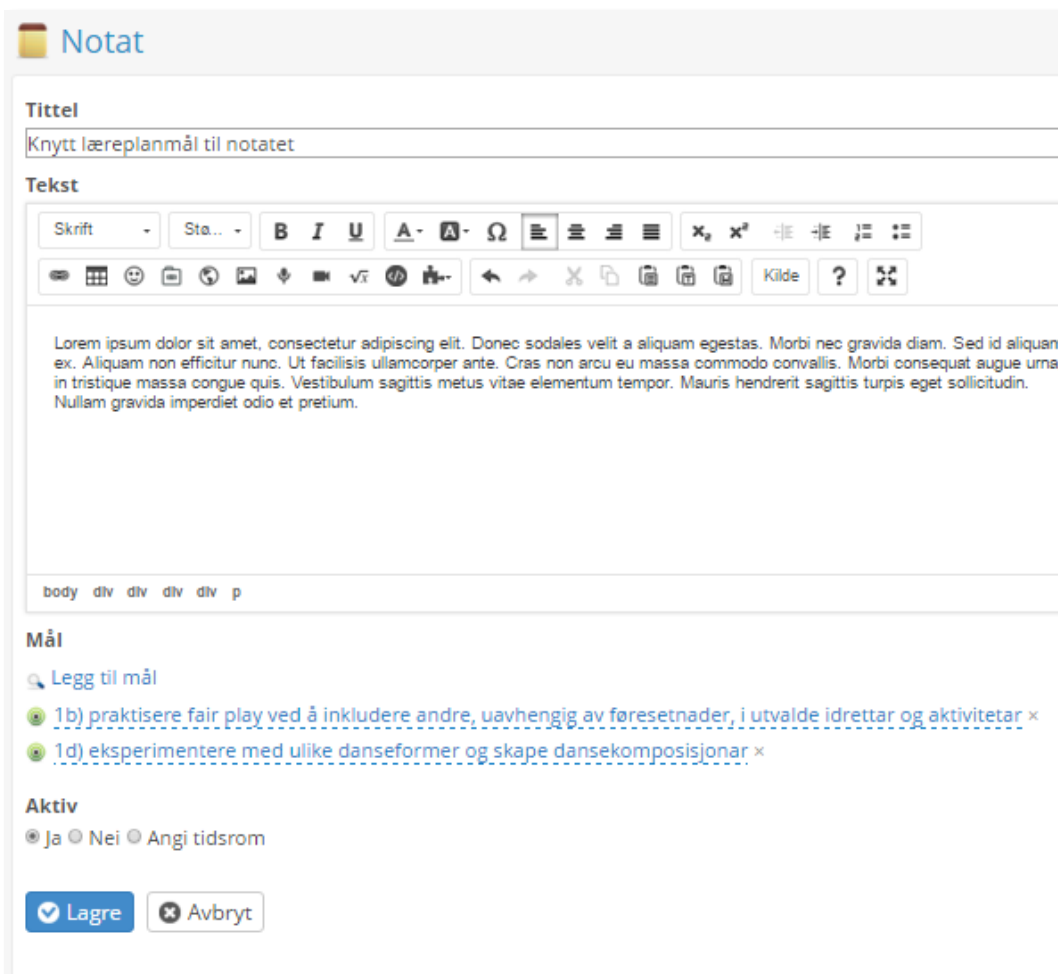 Notat
Tittel
Knytt læreplanmål til notatet
Tekst
Skrift Stø...
B I U A A Ω x₂ x²
√x Kilde ?
Lorem ipsum dolor sit amet, consectetur adipiscing elit. Donec sodales velit a aliquam egestas. Morbi nec gravida diam. Sed id aliquam
ex. Aliquam non efficitur nunc. Ut facilisis ullamcorper ante. Cras non arcu eu massa commodo convallis. Morbi consequat augue urna
in tristique massa congue quis. Vestibulum sagittis metus vitae elementum tempor. Mauris hendrerit sagittis turpis eget sollicitudin.
Nullam gravida imperdiet odio et pretium.
body div div div div p
Mål
Legg til mål
1b) praktisere fair play ved å inkludere andre, uavhengig av føresetnader, i utvalde idrettar og aktivitetar ×
1d) eksperimentere med ulike danseformer og skape dansekomposisjonar ×
Aktiv
Ja Nei Angi tidsrom
Lagre Avbryt